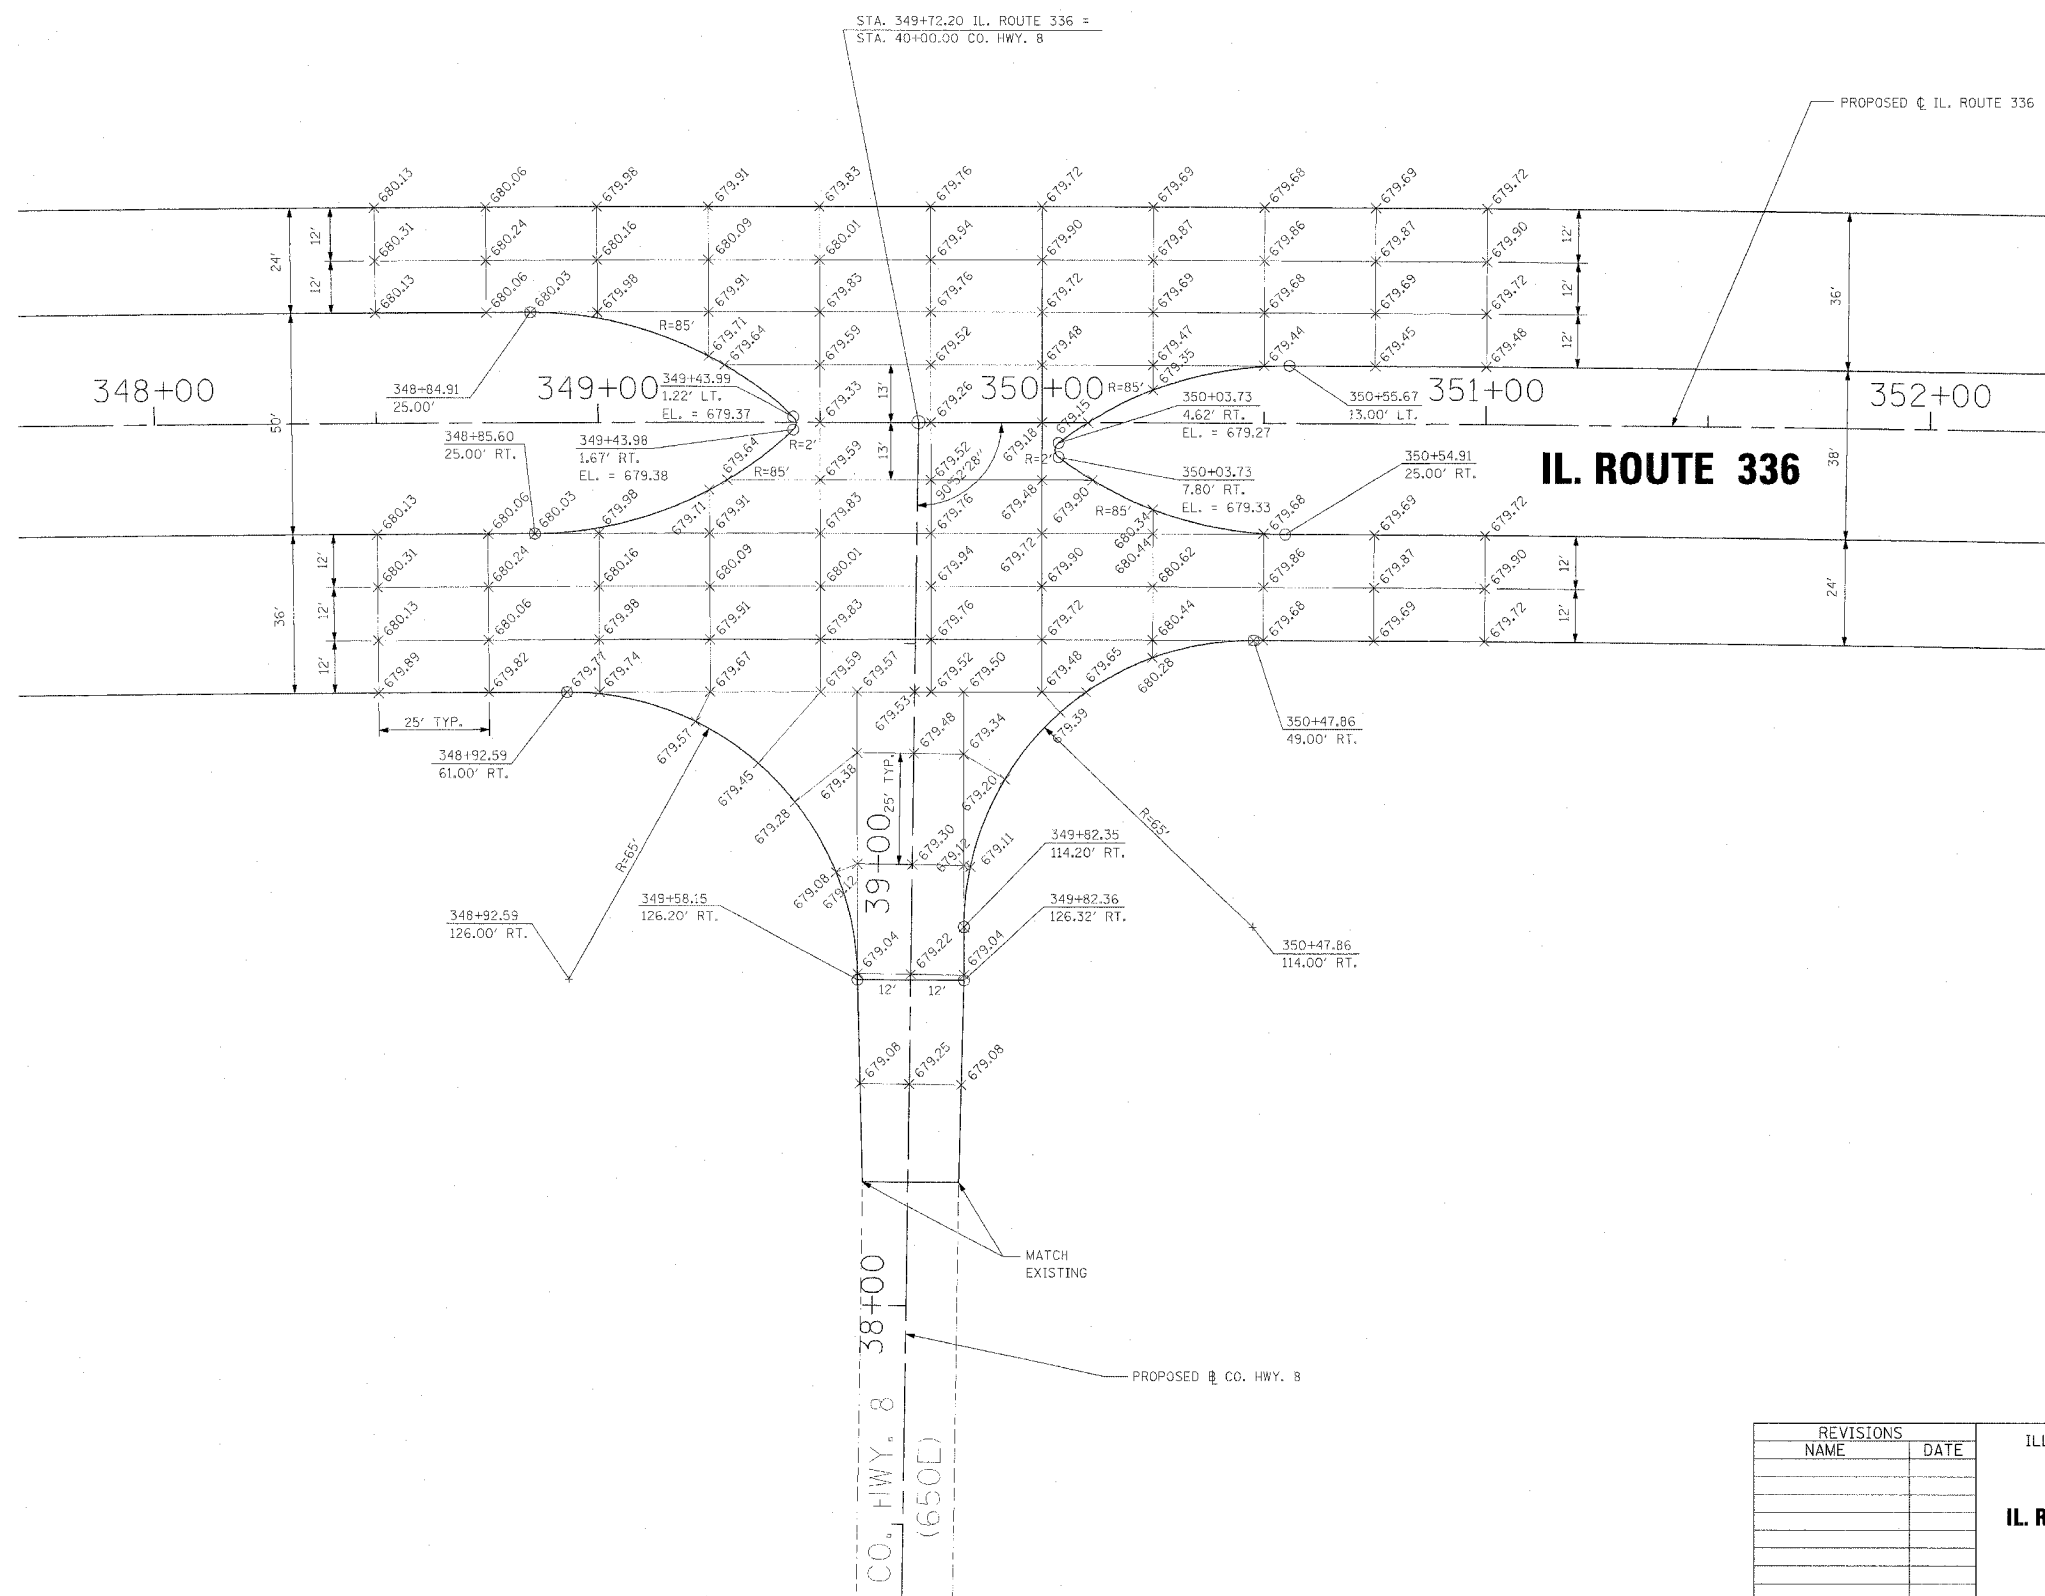 STA. 349+72.20 IL. ROUTE 336 =
STA. 40+00.00 CO. HWY. 8
PROPOSED ℄ IL. ROUTE 336
680.13 680.06 679.98 679.91 679.83 679.76 679.72 679.69 679.68 679.69 679.72
24' 12' 12'
680.31 680.24 680.16 680.09 680.01 679.94 679.90 679.87 679.86 679.87 679.90
12' 12' 12' 36'
680.13 680.06 680.03 679.98 679.91 679.83 679.76 679.72 679.69 679.68 679.69 679.72
R=85'
679.71 679.64 679.59 679.52 679.48 679.47 679.35 679.44 679.45 679.48
348+00 349+00 350+00 351+00 352+00
348+84.91
25.00'
349+43.99
1.22' LT.
EL. = 679.37
679.33 13' 679.26 679.15
R=85'
350+03.73
4.62' RT.
EL. = 679.27
350+55.67
13.00' LT.
50'
348+85.60
25.00' RT.
349+43.98
1.67' RT.
EL. = 679.38
R=2'
679.64 R=85' 679.59 13' 679.52
90°52'28"
679.18 R=2' 679.48 679.90
350+03.73
7.80' RT.
EL. = 679.33
R=85'
350+54.91
25.00' RT.
IL. ROUTE 336
38'
680.13 680.06 680.03 679.98 679.71 679.91 679.83 679.76 679.72 680.34 680.44 679.68 679.69 679.72
36' 12' 12' 12'
680.31 680.24 680.16 680.09 680.01 679.94 679.90 680.62 679.86 679.87 679.90
12' 12' 24'
680.13 680.06 679.98 679.91 679.83 679.76 679.72 680.44 679.68 679.69 679.72
679.89 679.82 679.77 679.74 679.67 679.59 679.57 679.53 679.52 679.50 679.48 679.65 680.28
25' TYP.
348+92.59
61.00' RT.
679.57 679.45 679.38 679.48 679.34 679.39
350+47.86
49.00' RT.
679.28 25' TYP. 679.20
39+00
R=65'
R=65'
679.08 679.12 679.30 679.12 679.11
349+82.35
114.20' RT.
348+92.59
126.00' RT.
349+58.15
126.20' RT.
349+82.36
126.32' RT.
350+47.86
114.00' RT.
679.04 679.22 679.04
12' 12'
679.08 679.25 679.08
MATCH
EXISTING
38+00
PROPOSED ⅊ CO. HWY. 8
CO. HWY. 8
(650E)
REVISIONS
NAME DATE
IL. R